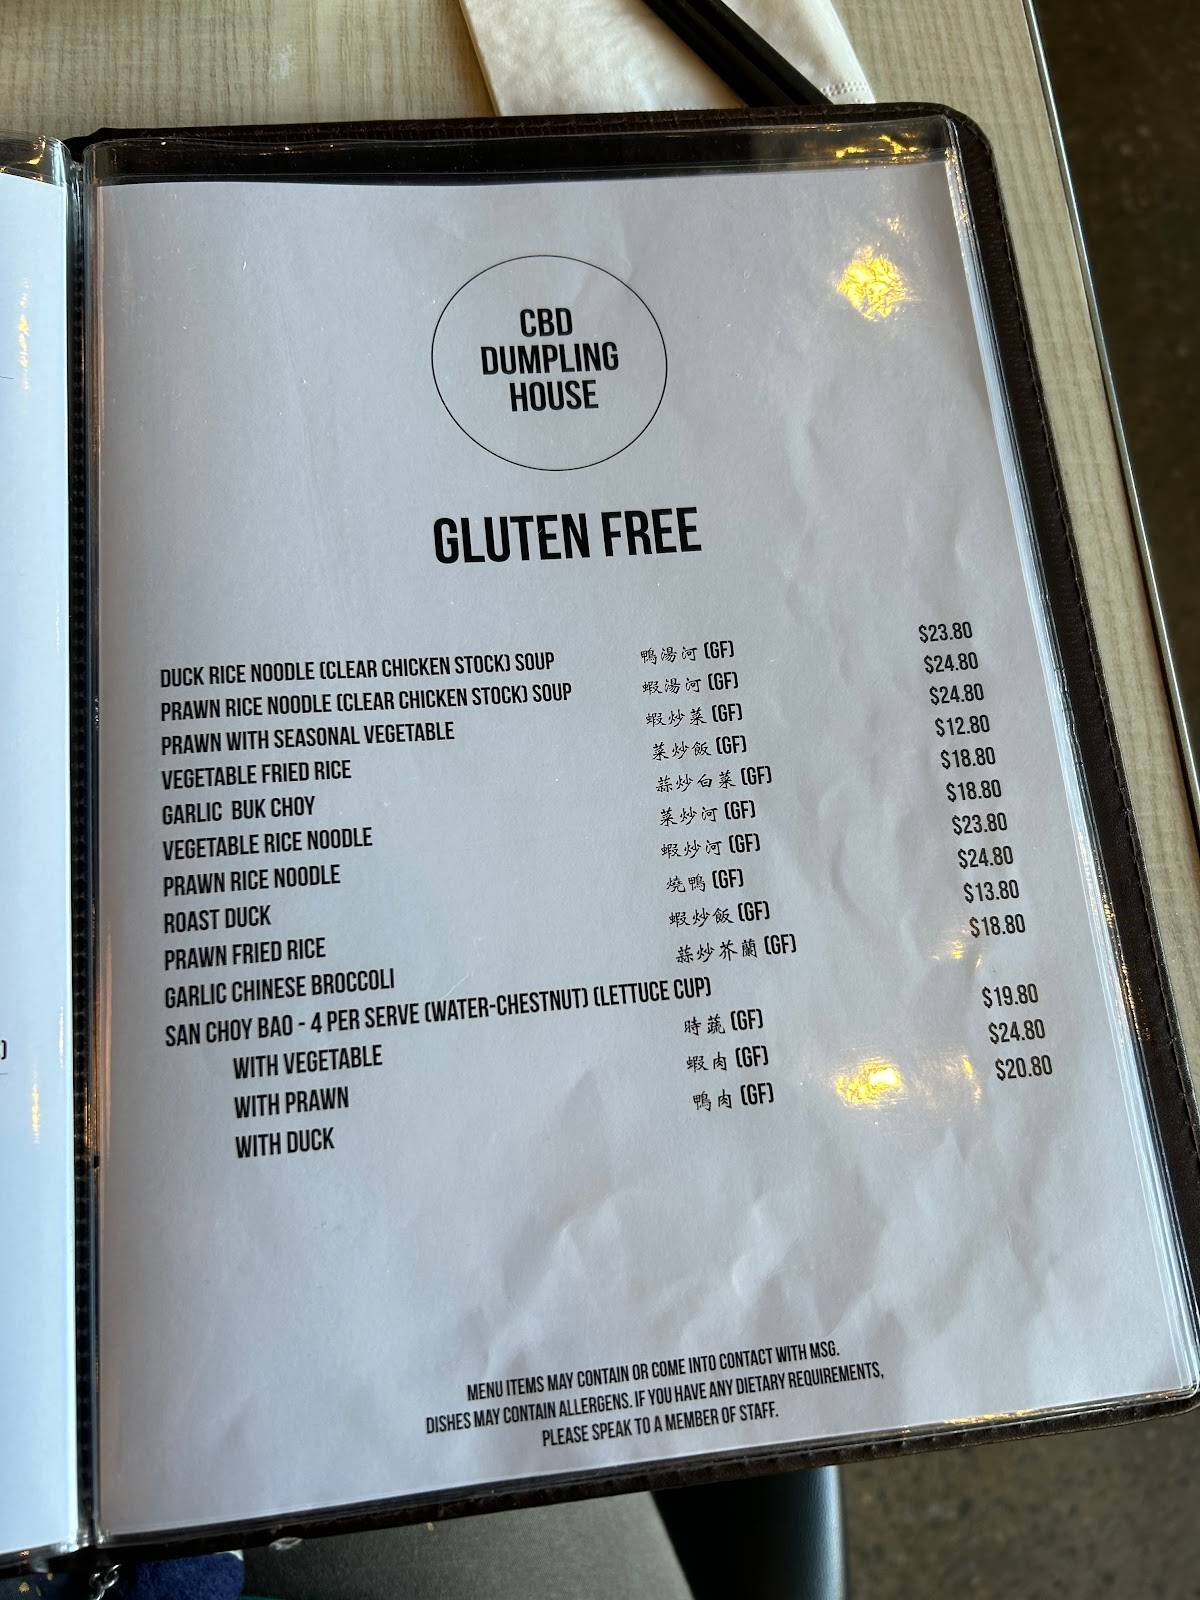 CBD
DUMPLING
HOUSE
GLUTEN FREE
DUCK RICE NOODLE (CLEAR CHICKEN STOCK) SOUP 鴨湯河 (GF) $23.80
PRAWN RICE NOODLE (CLEAR CHICKEN STOCK) SOUP 蝦湯河 (GF) $24.80
PRAWN WITH SEASONAL VEGETABLE 蝦炒菜 (GF) $24.80
VEGETABLE FRIED RICE 菜炒飯 (GF) $12.80
GARLIC BUK CHOY 蒜炒白菜 (GF) $18.80
VEGETABLE RICE NOODLE 菜炒河 (GF) $18.80
PRAWN RICE NOODLE 蝦炒河 (GF) $23.80
ROAST DUCK 燒鴨 (GF) $24.80
PRAWN FRIED RICE 蝦炒飯 (GF) $13.80
GARLIC CHINESE BROCCOLI 蒜炒芥蘭 (GF) $18.80
SAN CHOY BAO - 4 PER SERVE (WATER-CHESTNUT) (LETTUCE CUP)
WITH VEGETABLE 時蔬 (GF) $19.80
WITH PRAWN 蝦肉 (GF) $24.80
WITH DUCK 鴨肉 (GF) $20.80
MENU ITEMS MAY CONTAIN OR COME INTO CONTACT WITH MSG.
DISHES MAY CONTAIN ALLERGENS. IF YOU HAVE ANY DIETARY REQUIREMENTS,
PLEASE SPEAK TO A MEMBER OF STAFF.